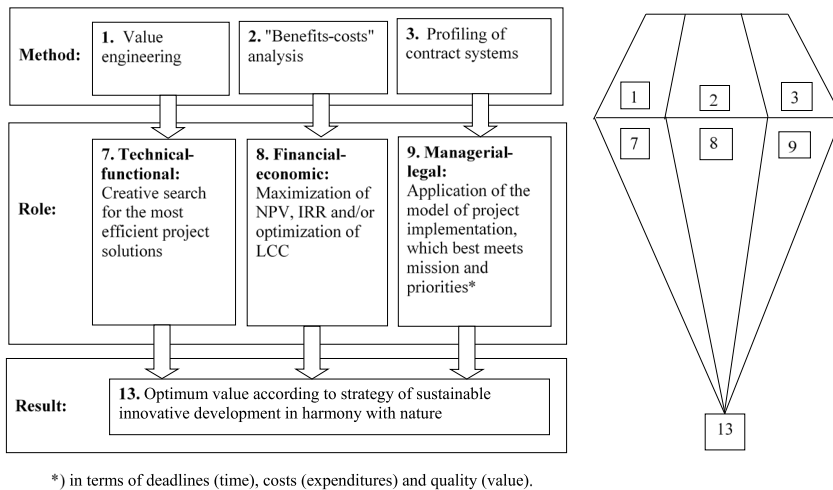 Method:
1. Value
engineering
2. "Benefits-costs"
analysis
3. Profiling of
contract systems
Role:
7. Technical-
functional:
Creative search
for the most
efficient project
solutions
8. Financial-
economic:
Maximization of
NPV, IRR and/or
optimization of
LCC
9. Managerial-
legal:
Application of the
model of project
implementation,
which best meets
mission and
priorities*
Result:
13. Optimum value according to strategy of sustainable
innovative development in harmony with nature
*) in terms of deadlines (time), costs (expenditures) and quality (value).
1
2
3
7
8
9
13